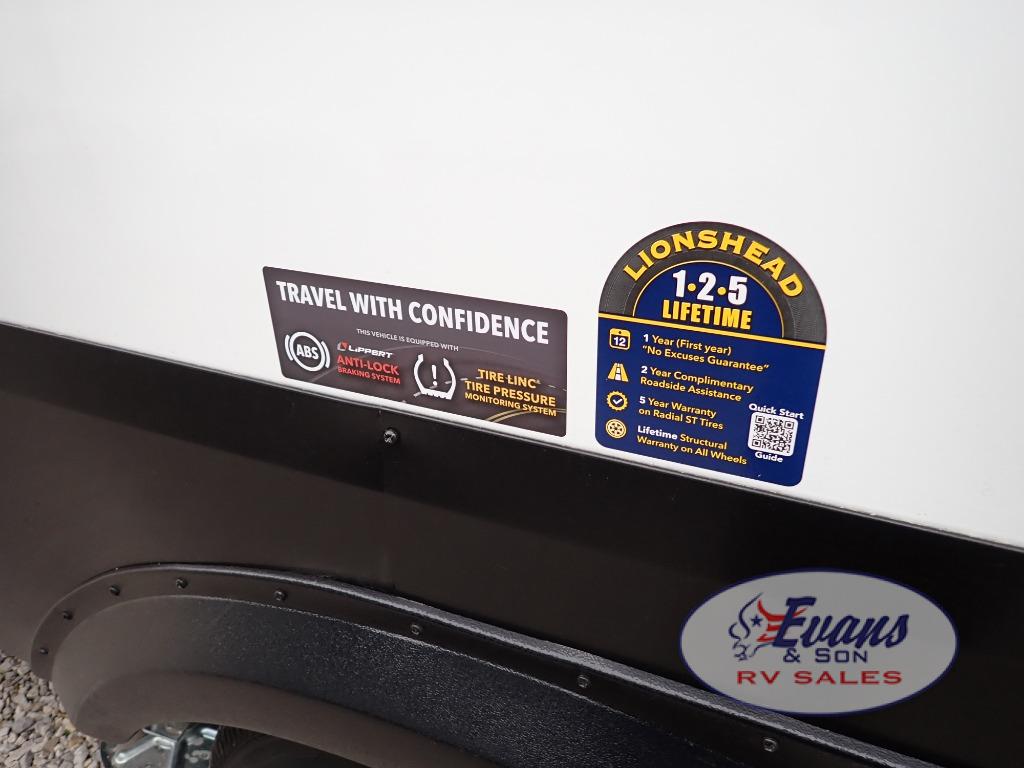 TRAVEL WITH CONFIDENCE
THIS VEHICLE IS EQUIPPED WITH
ABS
LIPPERT
ANTI-LOCK
BRAKING SYSTEM
TIRE LINC
TIRE PRESSURE
MONITORING SYSTEM
LIONSHEAD
1•2•5
LIFETIME
12
1 Year (First year)
"No Excuses Guarantee"
2 Year Complimentary
Roadside Assistance
5 Year Warranty
on Radial ST Tires
Lifetime Structural
Warranty on All Wheels
Quick Start
Guide
Evans
& SON
RV SALES